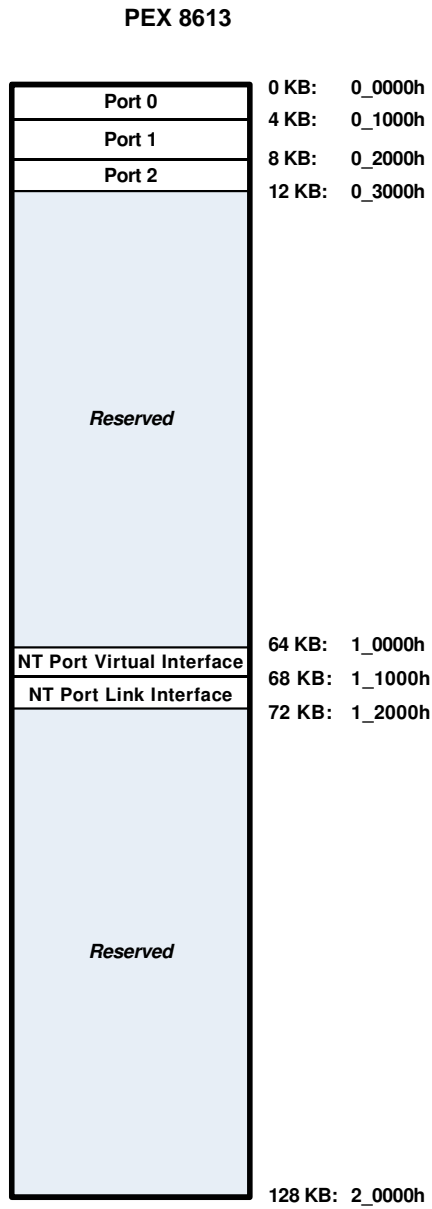 PEX 8613
0 KB: 0_0000h
Port 0
4 KB: 0_1000h
Port 1
8 KB: 0_2000h
Port 2
12 KB: 0_3000h
Reserved
64 KB: 1_0000h
NT Port Virtual Interface
68 KB: 1_1000h
NT Port Link Interface
72 KB: 1_2000h
Reserved
128 KB: 2_0000h